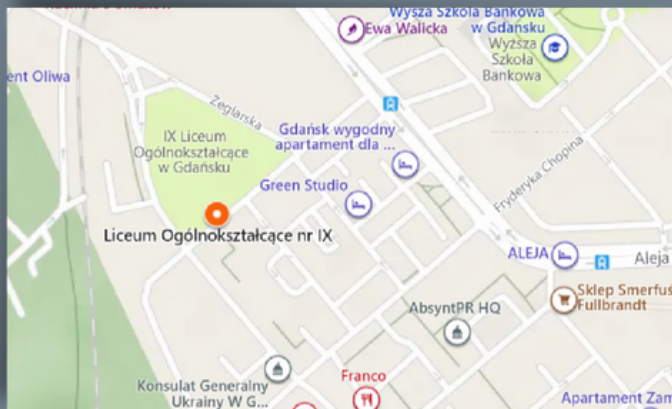 Ewa Walicka
Wysza Szkoła Bankowa
w Gdańsku
Wyższa
Szkoła
Bankowa
ent Oliwa
Żeglarska
IX Liceum
Ogólnokształcące
w Gdańsku
Gdańsk wygodny
apartament dla ...
Green Studio
Fryderyka Chopina
Liceum Ogólnokształcące nr IX
ALEJA
Aleja
Sklep Smerfus
Fullbrandt
AbsyntPR HQ
Konsulat Generalny
Ukrainy W G...
Franco
Apartament Zam